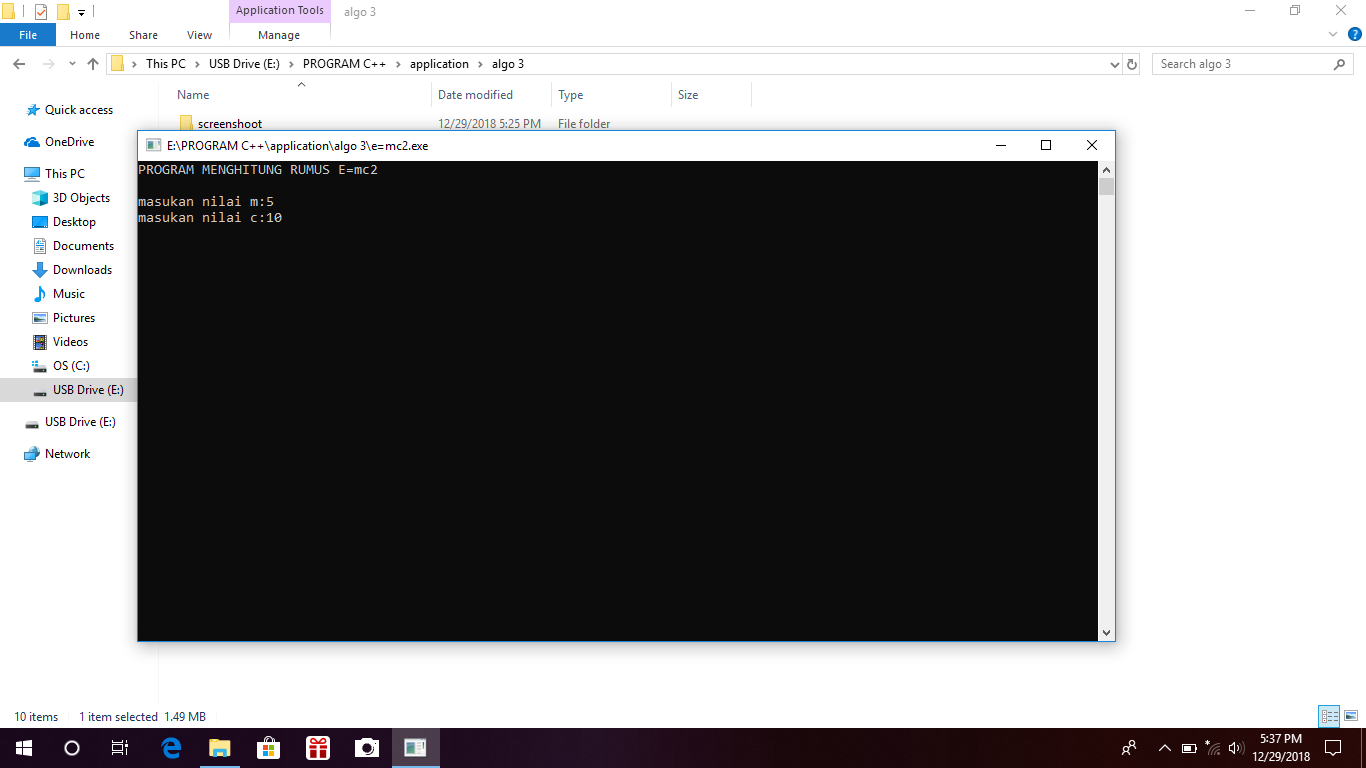 Application Tools
algo 3
File
Home
Share
View
Manage
This PC
USB Drive (E:)
PROGRAM C++
application
algo 3
Search algo 3
Name
Date modified
Type
Size
Quick access
screenshoot
12/29/2018 5:25 PM
File folder
OneDrive
This PC
3D Objects
Desktop
Documents
Downloads
Music
Pictures
Videos
OS (C:)
USB Drive (E:)
USB Drive (E:)
Network
E:\PROGRAM C++\application\algo 3\e=mc2.exe
PROGRAM MENGHITUNG RUMUS E=mc2
masukan nilai m:5
masukan nilai c:10
10 items
1 item selected 1.49 MB
5:37 PM
12/29/2018